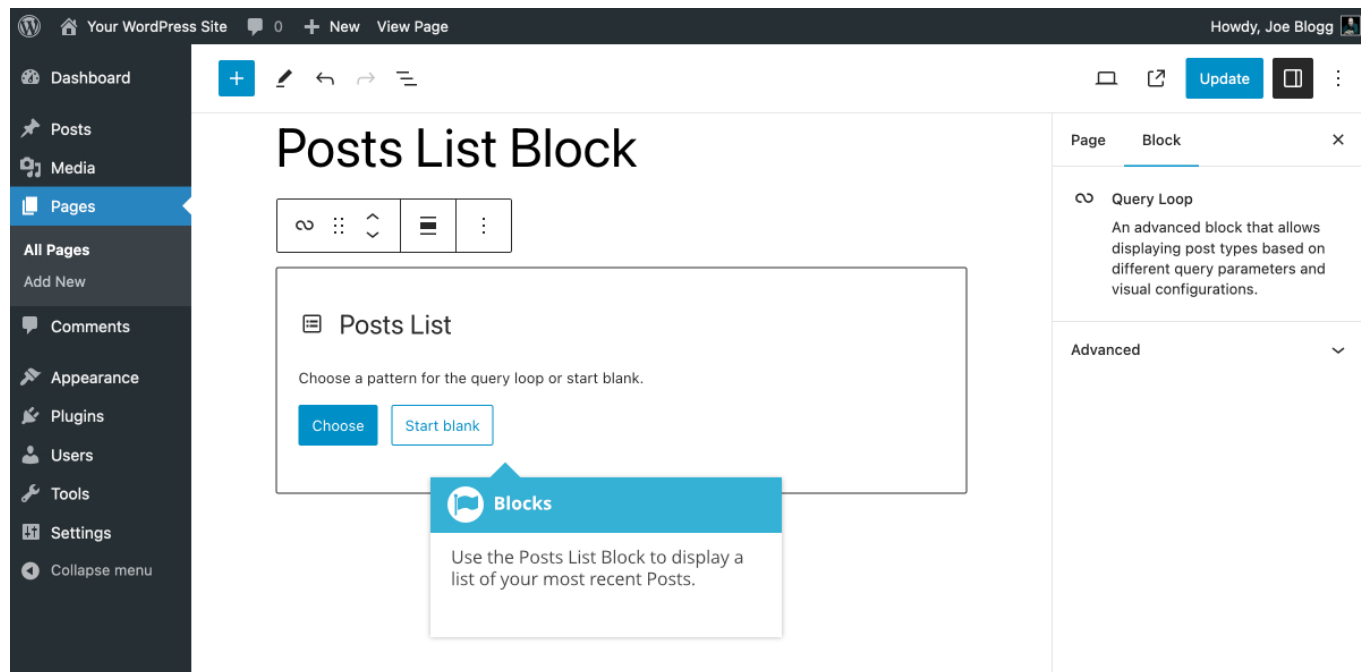 Your WordPress Site 0 New View Page Howdy, Joe Blogg
Dashboard
Posts
Media
Pages
All Pages
Add New
Comments
Appearance
Plugins
Users
Tools
Settings
Collapse menu
Update
Posts List Block
Posts List
Choose a pattern for the query loop or start blank.
Choose Start blank
Blocks
Use the Posts List Block to display a
list of your most recent Posts.
Page Block
Query Loop
An advanced block that allows
displaying post types based on
different query parameters and
visual configurations.
Advanced